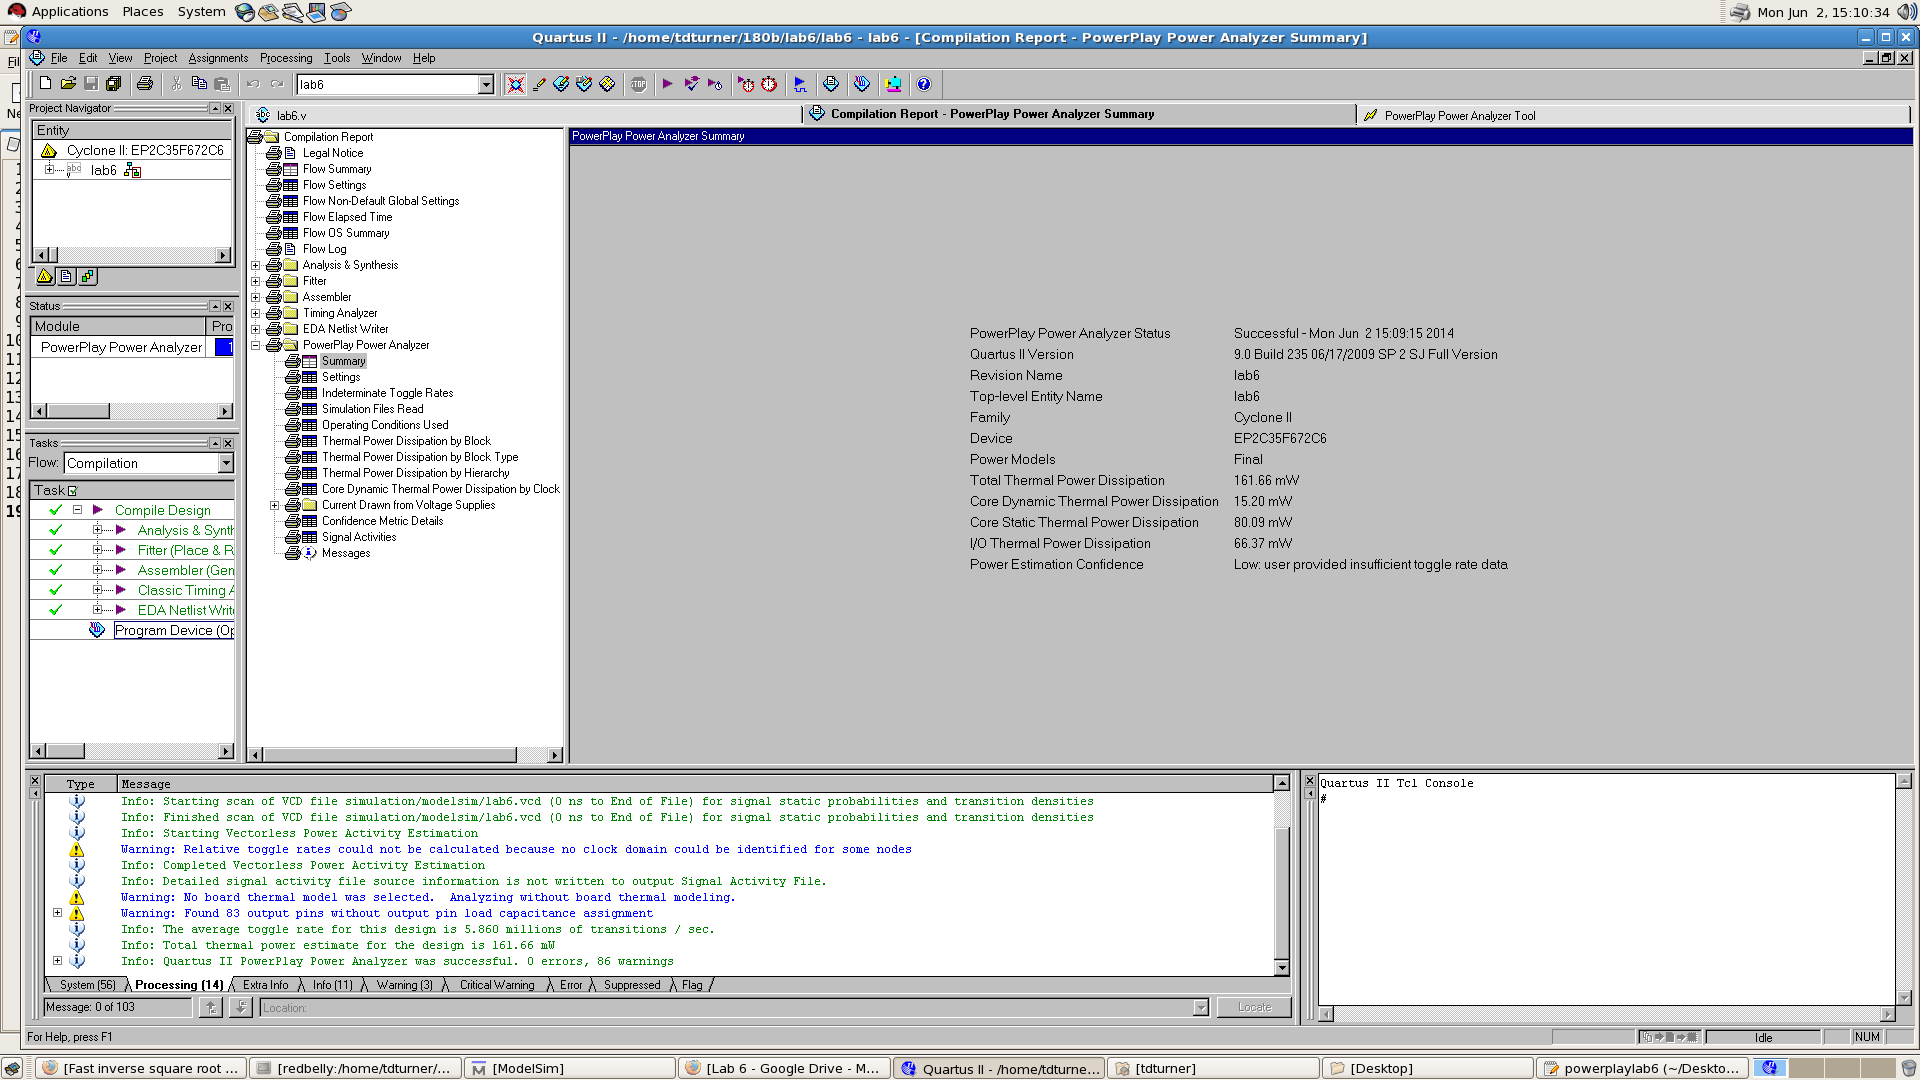 Applications Places System
Mon Jun 2, 15:10:34
Quartus II - /home/tdturner/180b/lab6/lab6 - lab6 - [Compilation Report - PowerPlay Power Analyzer Summary]
File Edit View Project Assignments Processing Tools Window Help
lab6
Project Navigator
Entity
Cyclone II: EP2C35F672C6
lab6
Status
Module Pro
PowerPlay Power Analyzer 1
Tasks
Flow: Compilation
Task
Compile Design
Analysis & Synth
Fitter (Place & R
Assembler (Gen
Classic Timing A
EDA Netlist Write
Program Device (Op
lab6.v
Compilation Report - PowerPlay Power Analyzer Summary
PowerPlay Power Analyzer Tool
Compilation Report
Legal Notice
Flow Summary
Flow Settings
Flow Non-Default Global Settings
Flow Elapsed Time
Flow OS Summary
Flow Log
Analysis & Synthesis
Fitter
Assembler
Timing Analyzer
EDA Netlist Writer
PowerPlay Power Analyzer
Summary
Settings
Indeterminate Toggle Rates
Simulation Files Read
Operating Conditions Used
Thermal Power Dissipation by Block
Thermal Power Dissipation by Block Type
Thermal Power Dissipation by Hierarchy
Core Dynamic Thermal Power Dissipation by Clock
Current Drawn from Voltage Supplies
Confidence Metric Details
Signal Activities
Messages
PowerPlay Power Analyzer Summary
PowerPlay Power Analyzer Status Successful - Mon Jun 2 15:09:15 2014
Quartus II Version 9.0 Build 235 06/17/2009 SP 2 SJ Full Version
Revision Name lab6
Top-level Entity Name lab6
Family Cyclone II
Device EP2C35F672C6
Power Models Final
Total Thermal Power Dissipation 161.66 mW
Core Dynamic Thermal Power Dissipation 15.20 mW
Core Static Thermal Power Dissipation 80.09 mW
I/O Thermal Power Dissipation 66.37 mW
Power Estimation Confidence Low: user provided insufficient toggle rate data
Type Message
Info: Starting scan of VCD file simulation/modelsim/lab6.vcd (0 ns to End of File) for signal static probabilities and transition densities
Info: Finished scan of VCD file simulation/modelsim/lab6.vcd (0 ns to End of File) for signal static probabilities and transition densities
Info: Starting Vectorless Power Activity Estimation
Warning: Relative toggle rates could not be calculated because no clock domain could be identified for some nodes
Info: Completed Vectorless Power Activity Estimation
Info: Detailed signal activity file source information is not written to output Signal Activity File.
Warning: No board thermal model was selected. Analyzing without board thermal modeling.
Warning: Found 83 output pins without output pin load capacitance assignment
Info: The average toggle rate for this design is 5.860 millions of transitions / sec.
Info: Total thermal power estimate for the design is 161.66 mW
Info: Quartus II PowerPlay Power Analyzer was successful. 0 errors, 86 warnings
System (56) Processing (14) Extra Info Info (11) Warning (3) Critical Warning Error Suppressed Flag
Message: 0 of 103
Location:
Locate
Quartus II Tcl Console
#
For Help, press F1
Idle
NUM
[Fast inverse square root ... [redbelly:/home/tdturner/... [ModelSim] [Lab 6 - Google Drive - M... Quartus II - /home/tdturne... [tdturner] [Desktop] powerplaylab6 (~/Deskto...